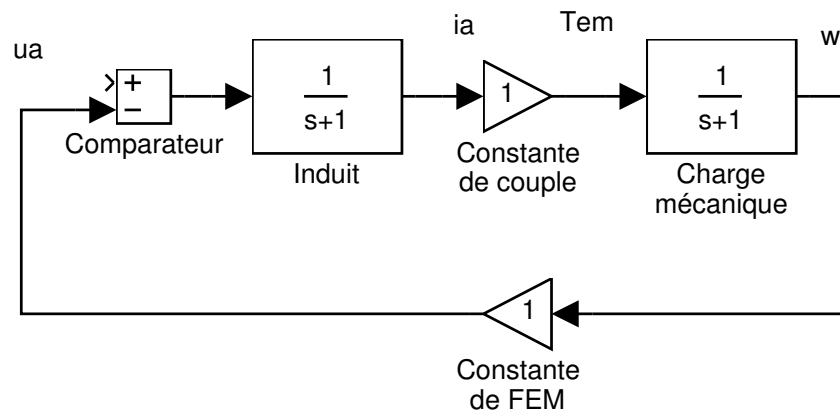 ua
ia
Tem
w
+
−
Comparateur
1
s+1
Induit
1
Constante
de couple
1
s+1
Charge
mécanique
1
Constante
de FEM